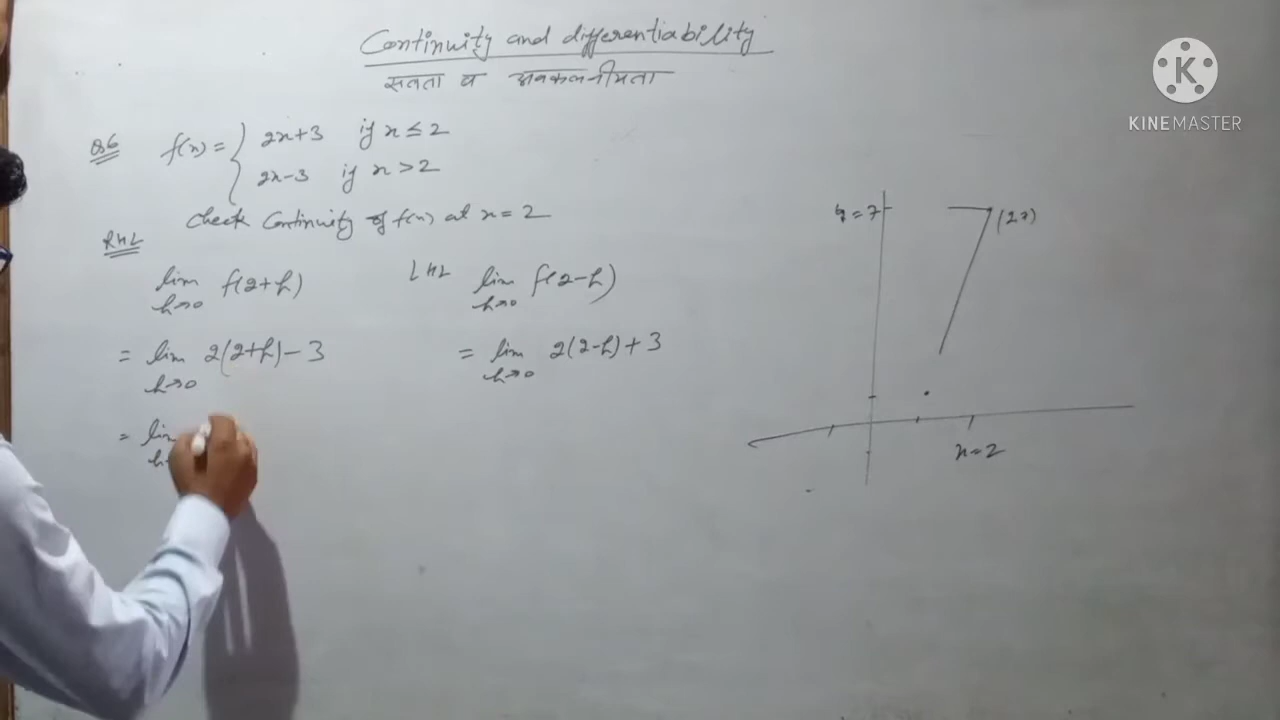 Continuity and differentiability
सततता व अवकलनीयता
KINEMASTER
Q6 f(x) = { 2x+3 if x ≤ 2
2x-3 if x > 2
Check Continuity of f(x) at x = 2
RHL
lim h→0 f(2+h)
= lim h→0 2(2+h) - 3
= lim
LHL lim h→0 f(2-h)
= lim h→0 2(2-h) + 3
y = 7
(2 7)
x = 2